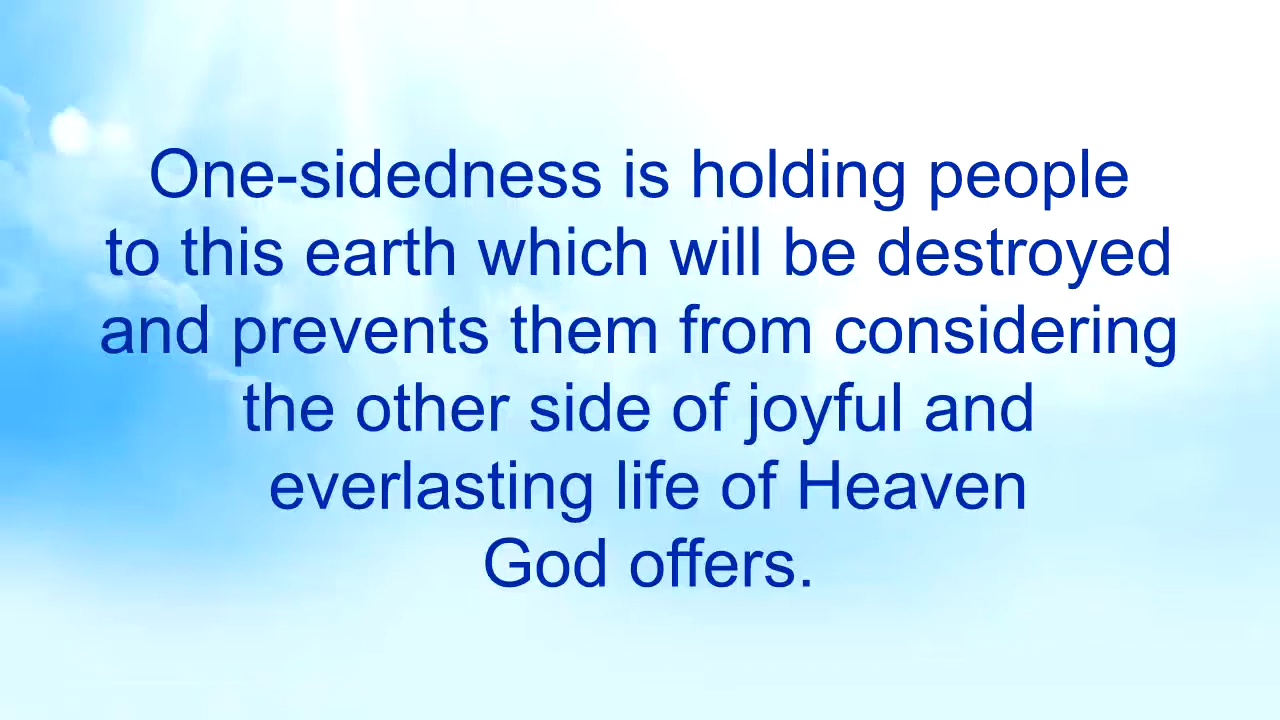 One-sidedness is holding people
to this earth which will be destroyed
and prevents them from considering
the other side of joyful and
everlasting life of Heaven
God offers.